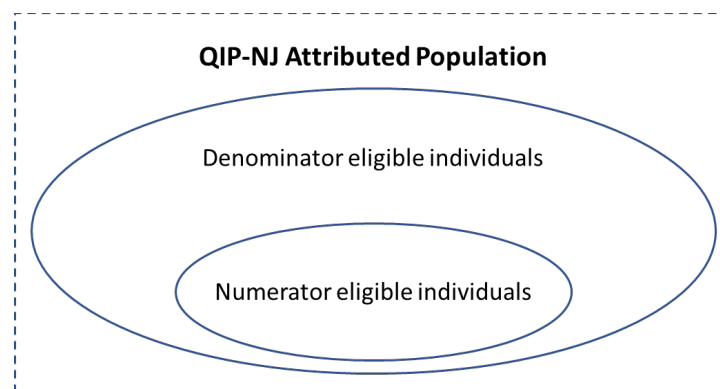 QIP-NJ Attributed Population
Denominator eligible individuals
Numerator eligible individuals